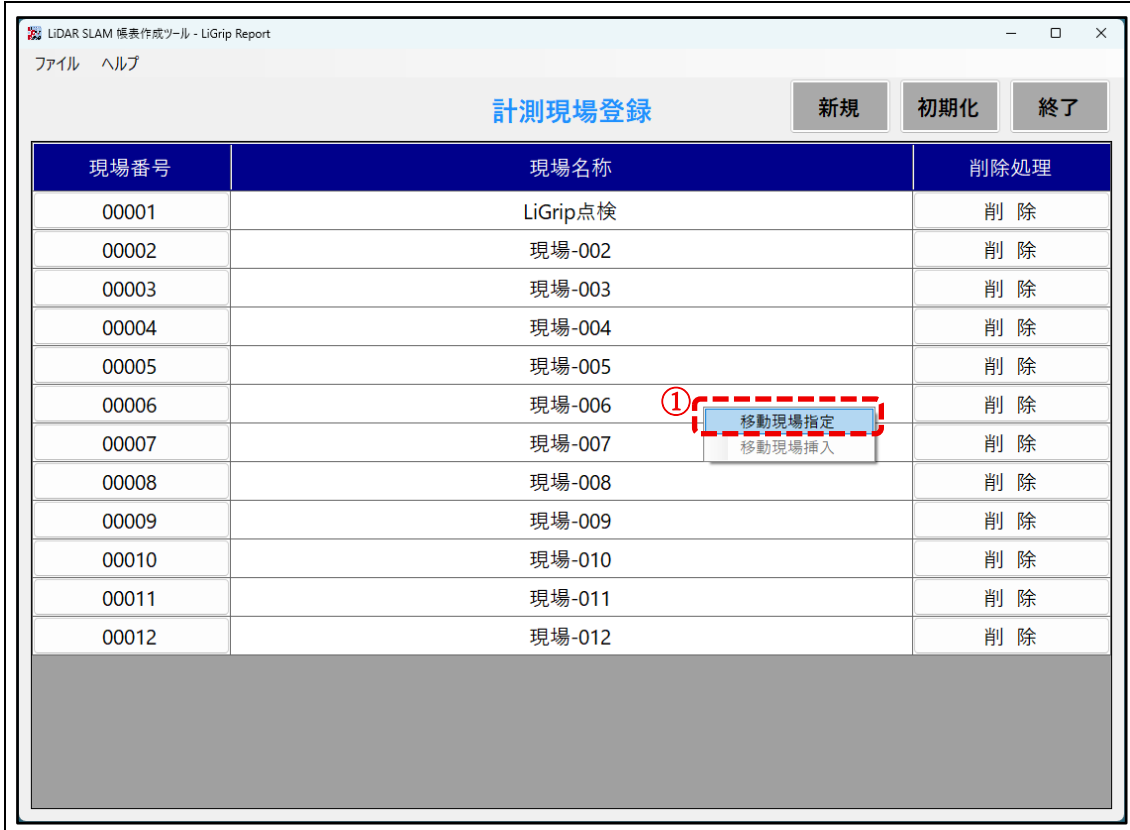 LiDAR SLAM 帳表作成ツール - LiGrip Report
ファイル ヘルプ
計測現場登録 新規 初期化 終了
現場番号 現場名称 削除処理
00001 LiGrip点検 削 除
00002 現場-002 削 除
00003 現場-003 削 除
00004 現場-004 削 除
00005 現場-005 削 除
00006 現場-006 ① 削 除
移動現場指定
00007 現場-007 移動現場挿入 削 除
00008 現場-008 削 除
00009 現場-009 削 除
00010 現場-010 削 除
00011 現場-011 削 除
00012 現場-012 削 除